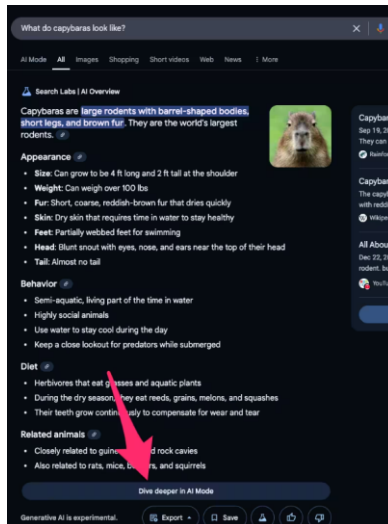 What do capybaras look like?
AI Mode All Images Shopping Short videos Web News More
Search Labs | AI Overview
Capybaras are large rodents with barrel-shaped bodies,
short legs, and brown fur. They are the world's largest
rodents.
Appearance
• Size: Can grow to be 4 ft long and 2 ft tall at the shoulder
• Weight: Can weigh over 100 lbs
• Fur: Short, coarse, reddish-brown fur that dries quickly
• Skin: Dry skin that requires time in water to stay healthy
• Feet: Partially webbed feet for swimming
• Head: Blunt snout with eyes, nose, and ears near the top of their head
• Tail: Almost no tail
Behavior
• Semi-aquatic, living part of the time in water
• Highly social animals
• Use water to stay cool during the day
• Keep a close lookout for predators while submerged
Diet
• Herbivores that eat grasses and aquatic plants
• During the dry season, they eat reeds, grains, melons, and squashes
• Their teeth grow continuously to compensate for wear and tear
Related animals
• Closely related to and rock cavies
• Also related to rats, mice, and squirrels
Dive deeper in AI Mode
Generative AI is experimental. Export Save
Capybar
Sep 19, 2
They can
Rainfo
Capybar
The capy
with redd
Wikipe
All Abou
Dec 22, 2
rodent. bu
YouTu